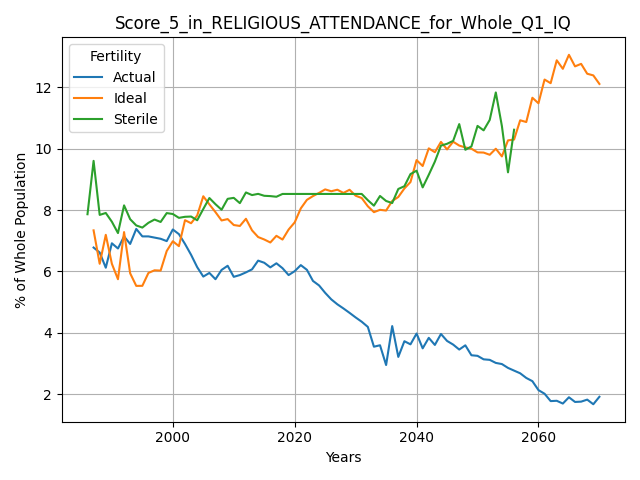 Score_5_in_RELIGIOUS_ATTENDANCE_for_Whole_Q1_IQ
Fertility
Actual
Ideal
Sterile
% of Whole Population
12
10
8
6
4
2
2000 2020 2040 2060
Years